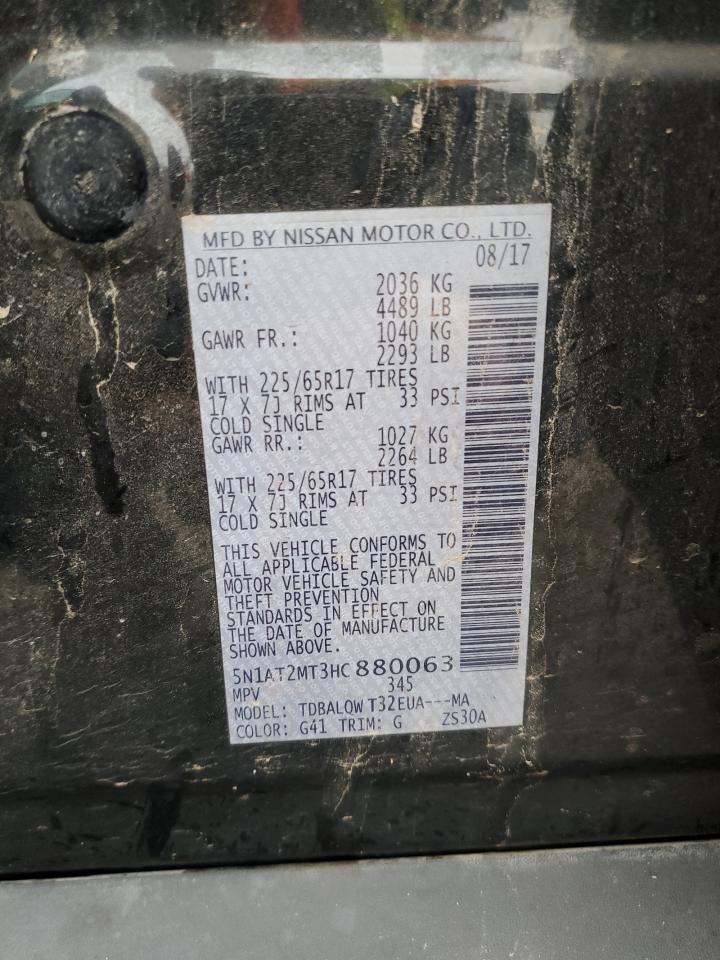 MFD BY NISSAN MOTOR CO., LTD.
DATE: 08/17
GVWR: 2036 KG
4489 LB
GAWR FR.: 1040 KG
2293 LB
WITH 225/65R17 TIRES
17 X 7J RIMS AT 33 PSI
COLD SINGLE
GAWR RR.: 1027 KG
2264 LB
WITH 225/65R17 TIRES
17 X 7J RIMS AT 33 PSI
COLD SINGLE
THIS VEHICLE CONFORMS TO
ALL APPLICABLE FEDERAL
MOTOR VEHICLE SAFETY AND
THEFT PREVENTION
STANDARDS IN EFFECT ON
THE DATE OF MANUFACTURE
SHOWN ABOVE.
5N1AT2MT3HC 880063
MPV 345
MODEL: TDBALQW T32EUA---MA
COLOR: G41 TRIM: G ZS30A